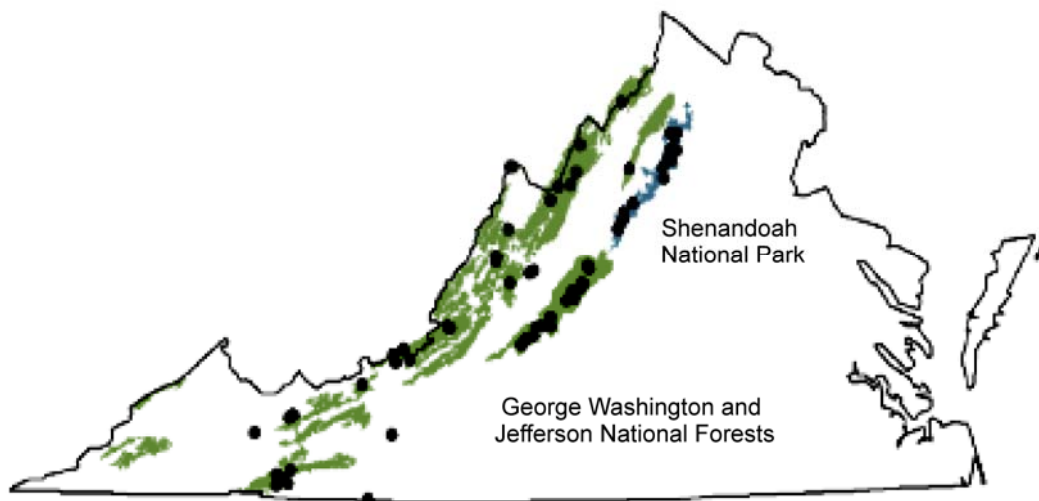 Shenandoah
National Park
George Washington and
Jefferson National Forests